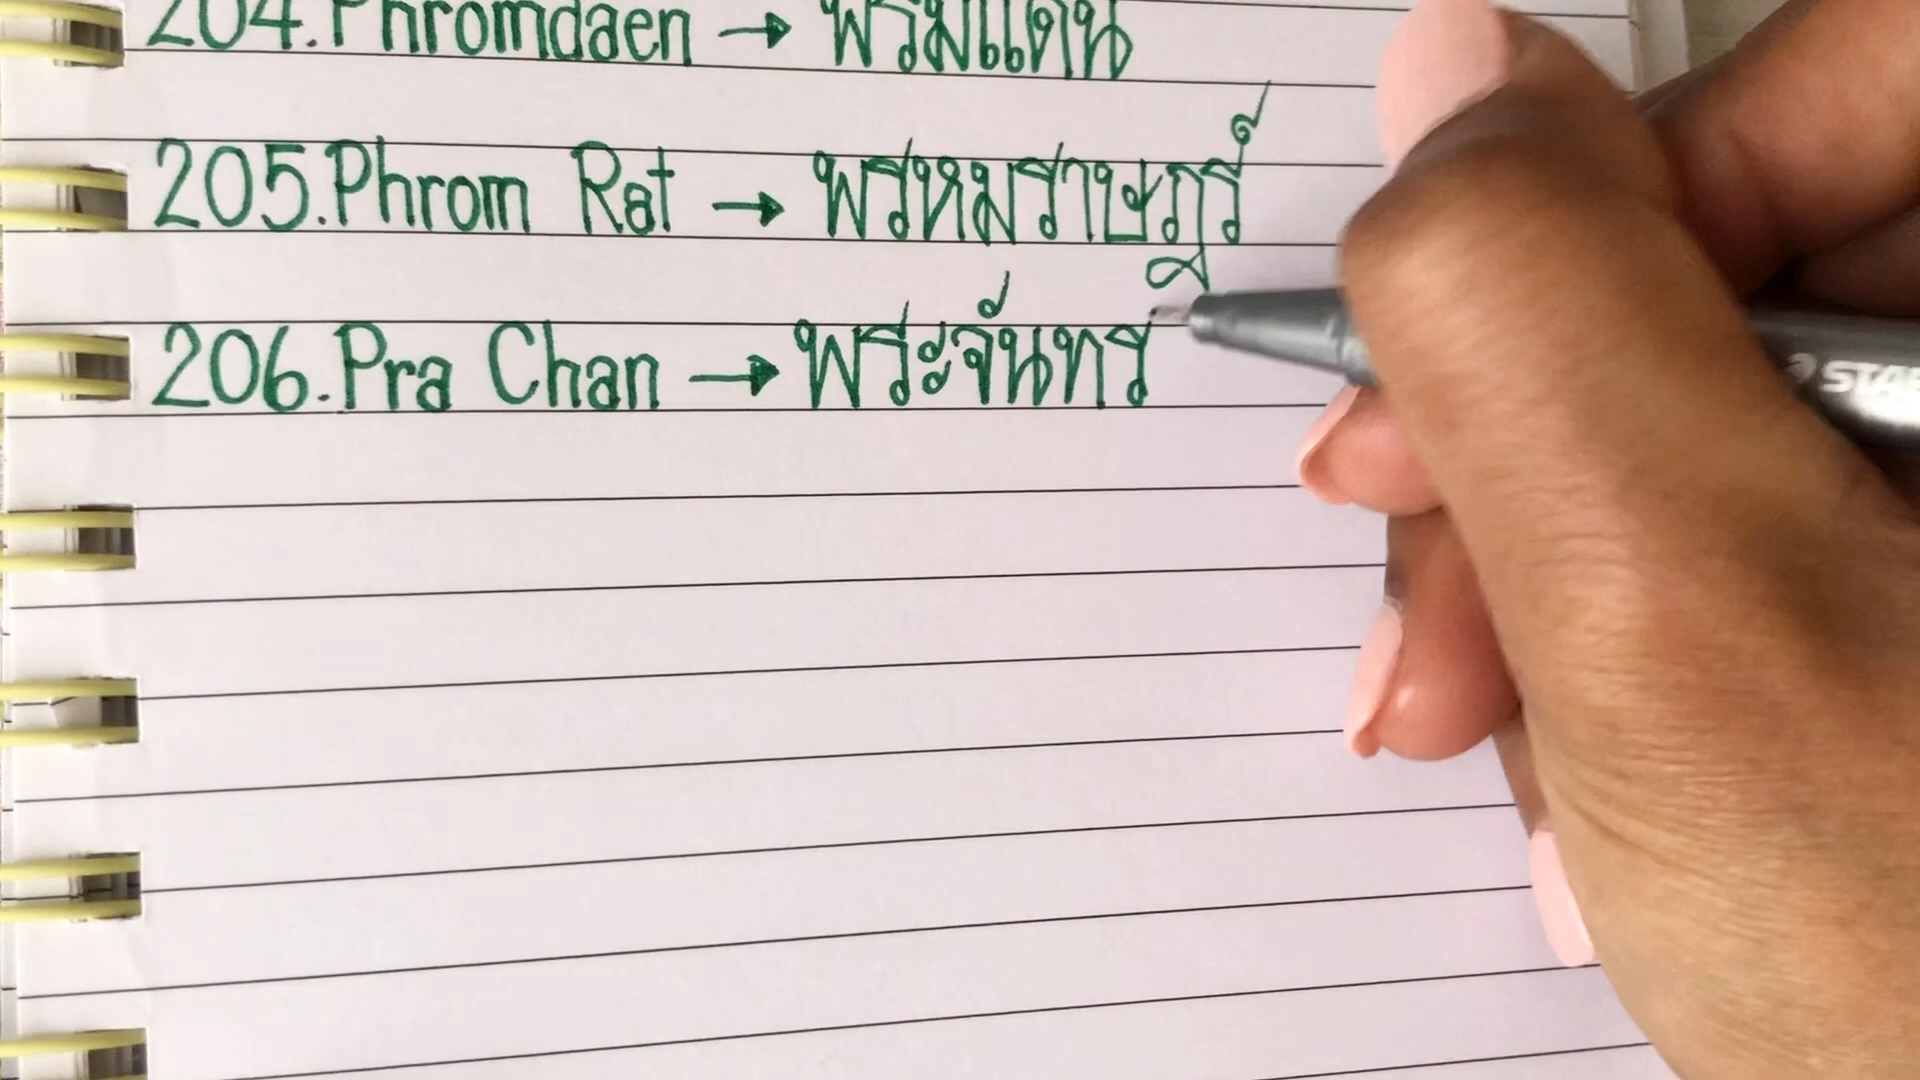 204.Phromdaen → พรมแดน
205.Phrom Rat → พรหมราษฎร์
206.Pra Chan → พระจันทร